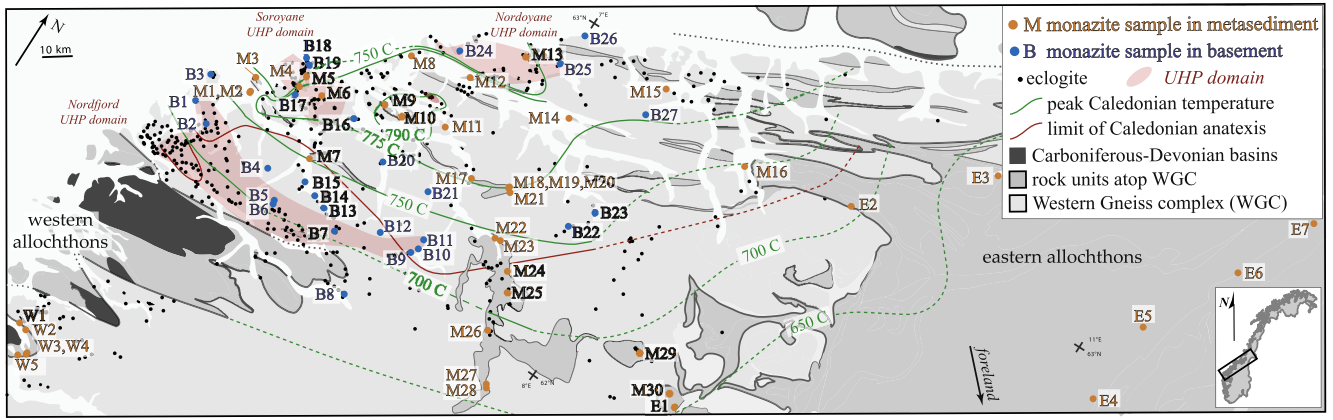 N
10 km
Soroyane
UHP domain
Nordoyane
UHP domain
63°N
7°E
Nordfjord
UHP domain
B18
B19
750 C
M3
M4
M5
M6
M8
B24
M13
B26
B25
M12
B3
M1,M2
B1
B2
B17
B16
M9
M10
790 C
775 C
M11
M14
M15
B27
M7
B4
B20
M17
M18,M19,M20
M21
B21
M16
B15
B14
B13
B5
B6
B7
750 C
B12
B11
B10
B9
B23
B22
M22
M23
E2
E3
western
allochthons
B8
700 C
M24
M25
700 C
eastern allochthons
E7
E6
W1
W2
W3,W4
W5
M26
650 C
E5
M27
M28
8°E
62°N
M29
M30
E1
11°E
63°N
foreland
E4
N
M monazite sample in metasediment
B monazite sample in basement
eclogite
UHP domain
peak Caledonian temperature
limit of Caledonian anatexis
Carboniferous-Devonian basins
rock units atop WGC
Western Gneiss complex (WGC)